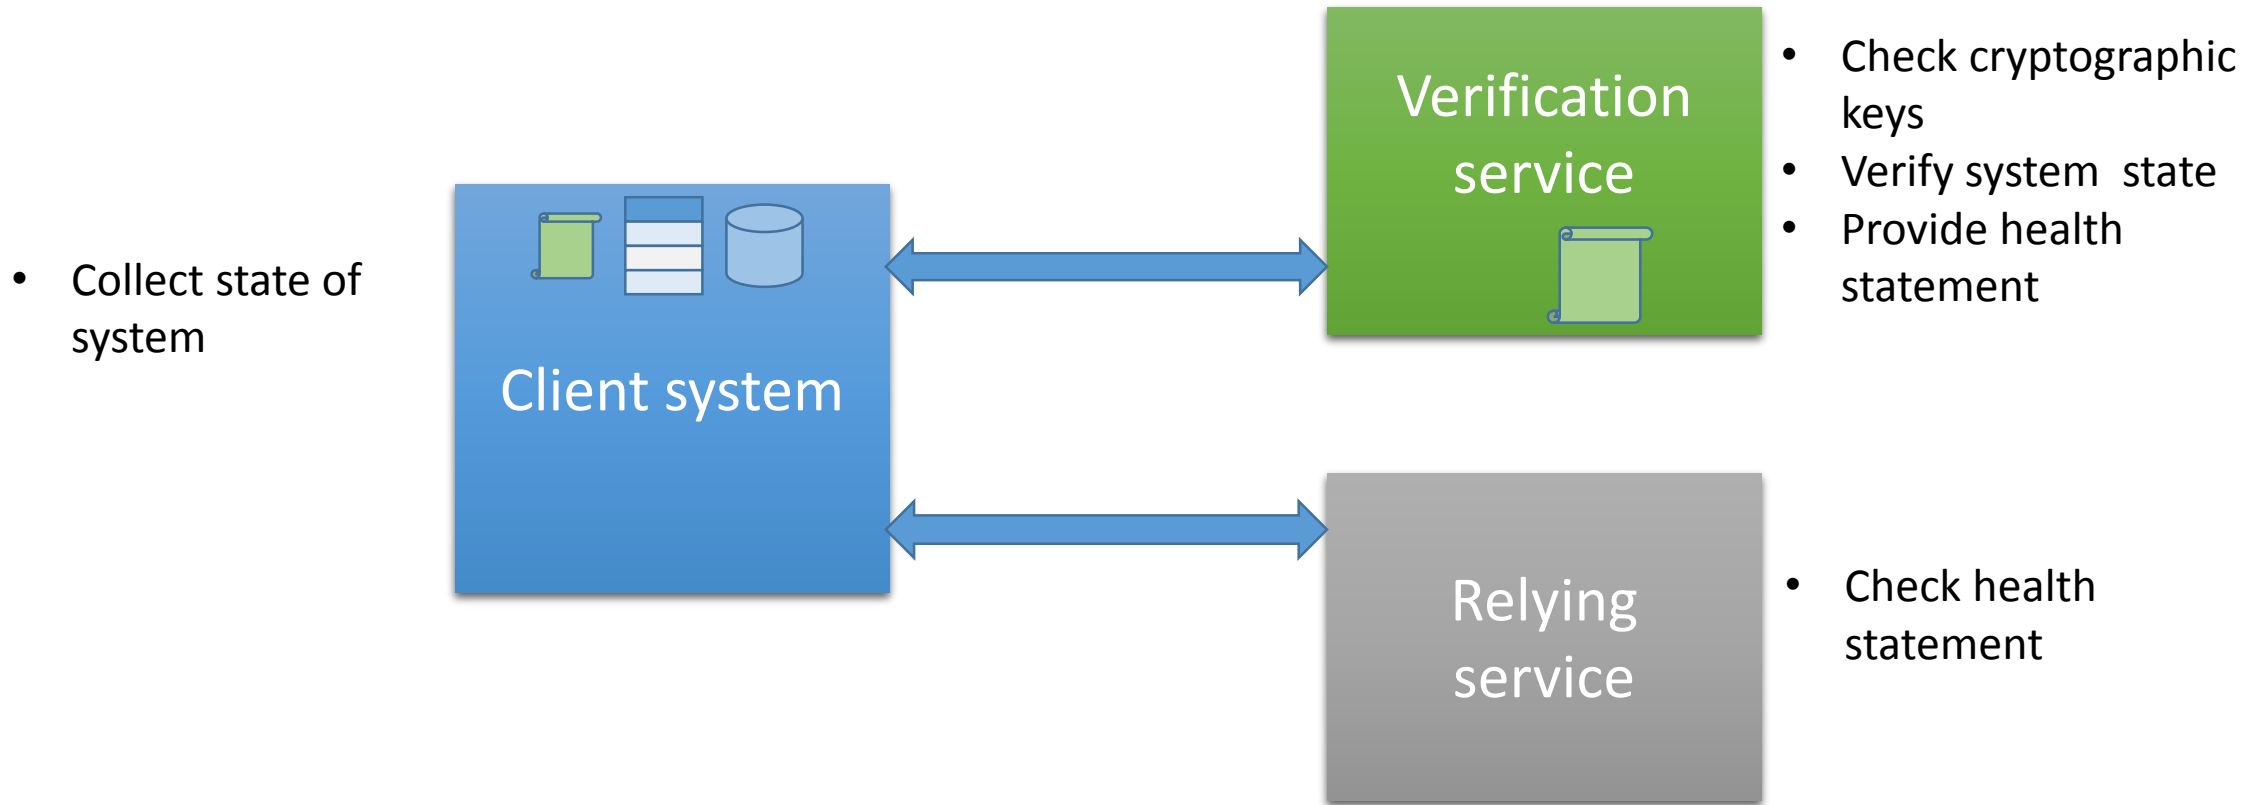 • Collect state of
system
Client system
Verification
service
• Check cryptographic
keys
• Verify system  state
• Provide health
statement
Relying
service
• Check health
statement